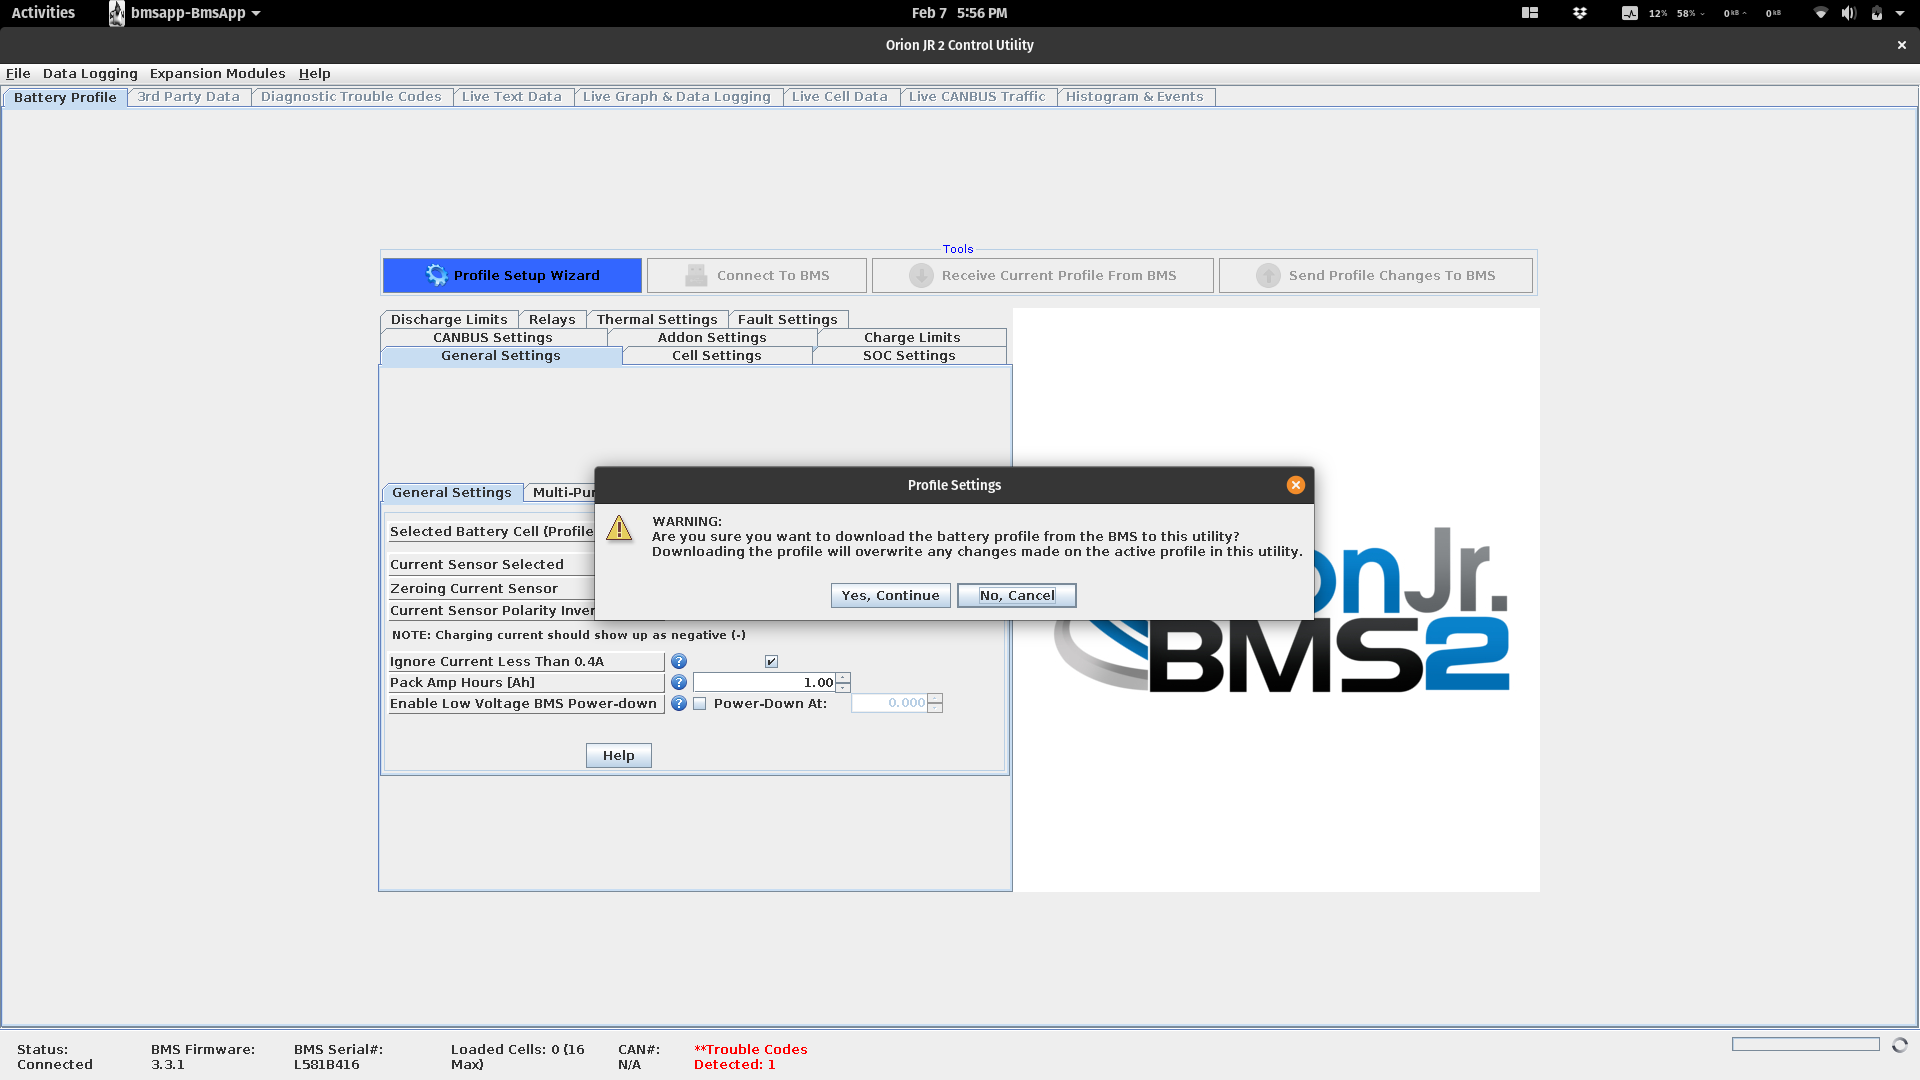 Activities bmsapp-BmsApp Feb 7 5:56 PM 12% 58% 0 kB 0 kB
Orion JR 2 Control Utility
File Data Logging Expansion Modules Help
Battery Profile 3rd Party Data Diagnostic Trouble Codes Live Text Data Live Graph & Data Logging Live Cell Data Live CANBUS Traffic Histogram & Events
Tools
Profile Setup Wizard Connect To BMS Receive Current Profile From BMS Send Profile Changes To BMS
Discharge Limits Relays Thermal Settings Fault Settings
CANBUS Settings Addon Settings Charge Limits
General Settings Cell Settings SOC Settings
General Settings Multi-Pur
Profile Settings
WARNING:
Are you sure you want to download the battery profile from the BMS to this utility?
Downloading the profile will overwrite any changes made on the active profile in this utility.
Yes, Continue No, Cancel
Selected Battery Cell (Profile
Current Sensor Selected
Zeroing Current Sensor
Current Sensor Polarity Inver
NOTE: Charging current should show up as negative (-)
Ignore Current Less Than 0.4A
Pack Amp Hours [Ah] 1.00
Enable Low Voltage BMS Power-down Power-Down At: 0.000
Help
on Jr.
BMS2
Status: BMS Firmware: BMS Serial#: Loaded Cells: 0 (16 CAN#: **Trouble Codes
Connected 3.3.1 L581B416 Max) N/A Detected: 1